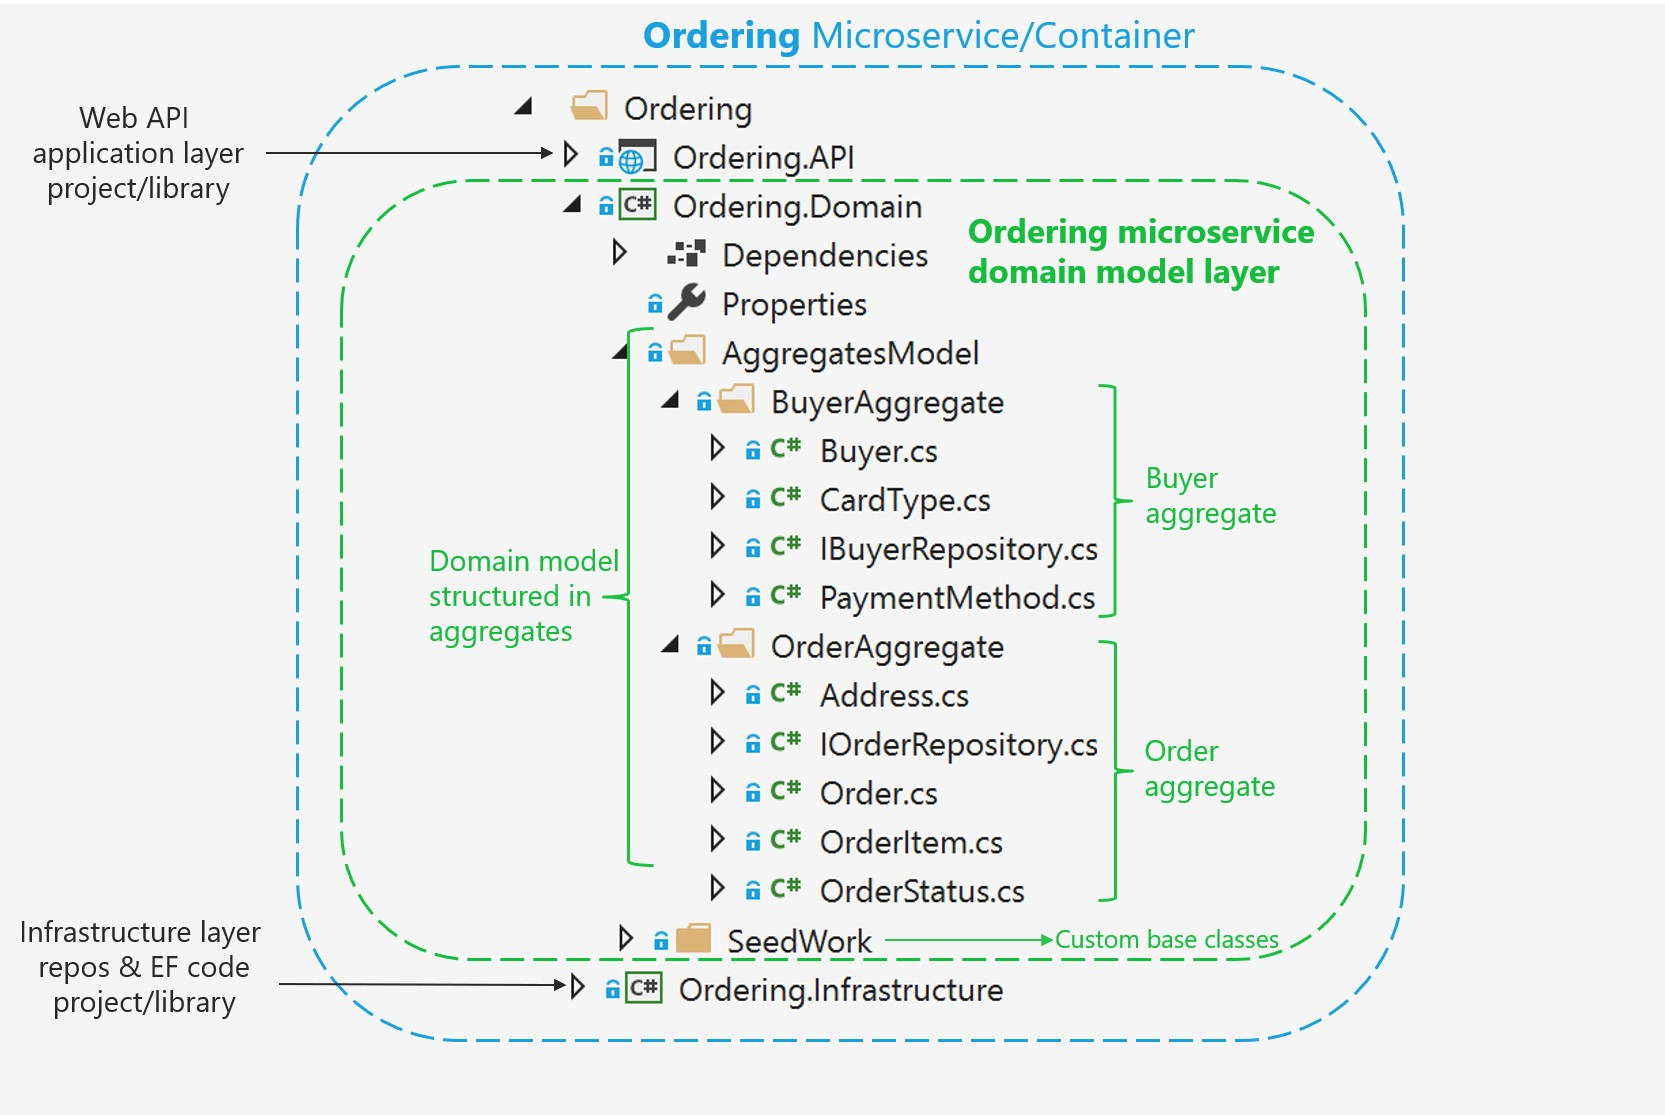 Ordering Microservice/Container
Ordering
Web API
application layer
project/library
Ordering.API
C# Ordering.Domain
Ordering microservice
domain model layer
Dependencies
Properties
AggregatesModel
BuyerAggregate
C# Buyer.cs
C# CardType.cs
C# IBuyerRepository.cs
C# PaymentMethod.cs
Buyer
aggregate
Domain model
structured in
aggregates
OrderAggregate
C# Address.cs
C# IOrderRepository.cs
C# Order.cs
C# OrderItem.cs
C# OrderStatus.cs
Order
aggregate
SeedWork
Custom base classes
Infrastructure layer
repos & EF code
project/library
C# Ordering.Infrastructure